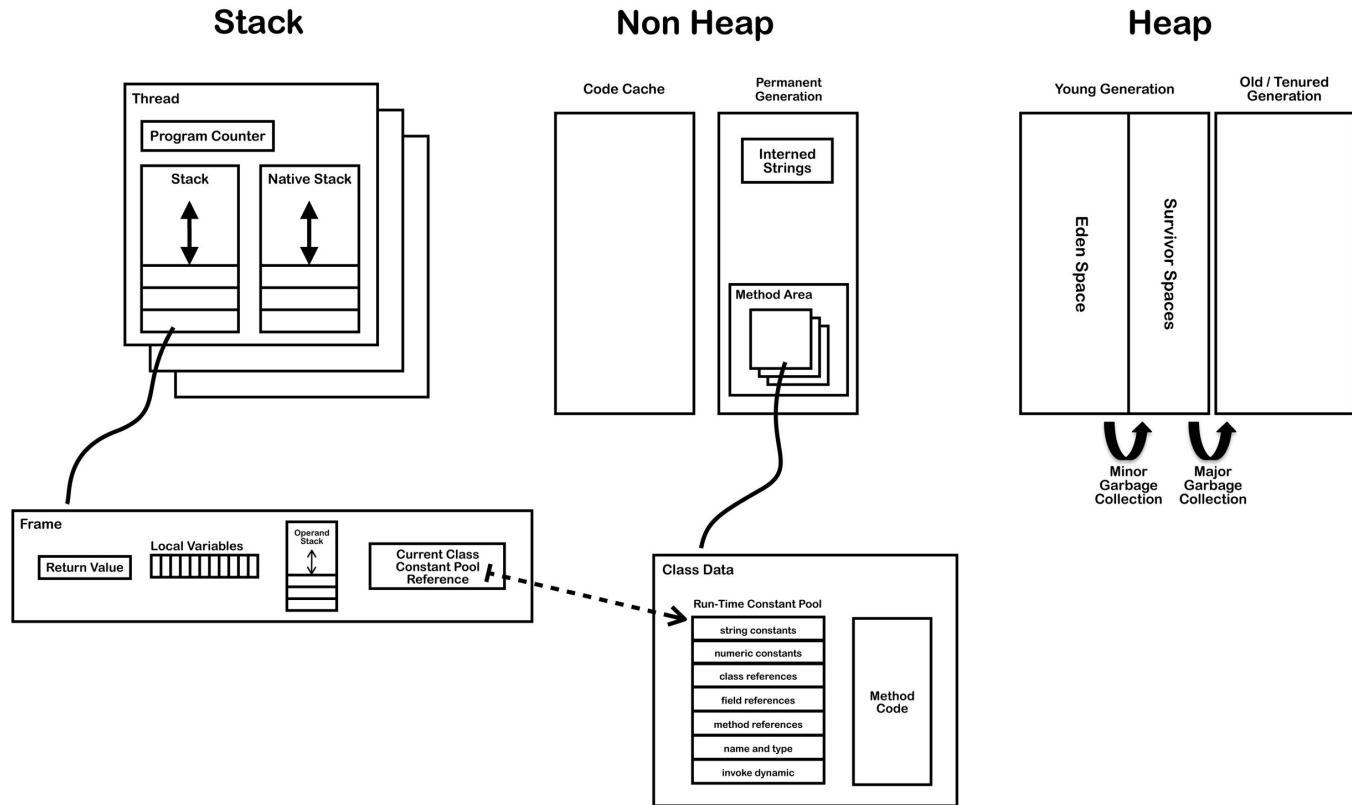 Stack
Thread
Program Counter
Stack
Native Stack
Frame
Return Value
Local Variables
Operand
Stack
Current Class
Constant Pool
Reference
Non Heap
Code Cache
Permanent
Generation
Interned
Strings
Method Area
Class Data
Run-Time Constant Pool
string constants
numeric constants
class references
field references
method references
name and type
invoke dynamic
Method
Code
Heap
Young Generation
Old / Tenured
Generation
Eden Space
Survivor Spaces
Minor
Garbage
Collection
Major
Garbage
Collection